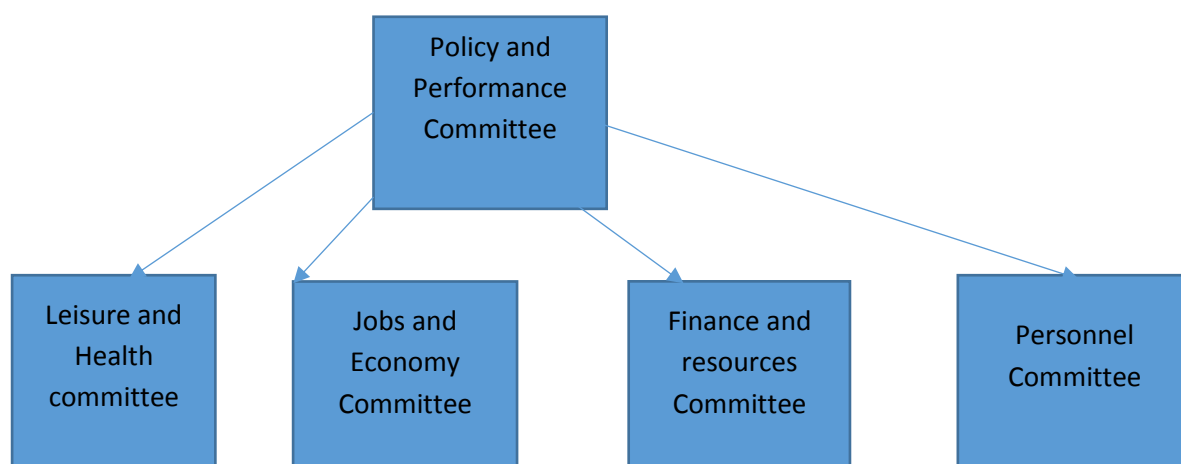 Policy and
Performance
Committee
Leisure and
Health
committee
Jobs and
Economy
Committee
Finance and
resources
Committee
Personnel
Committee